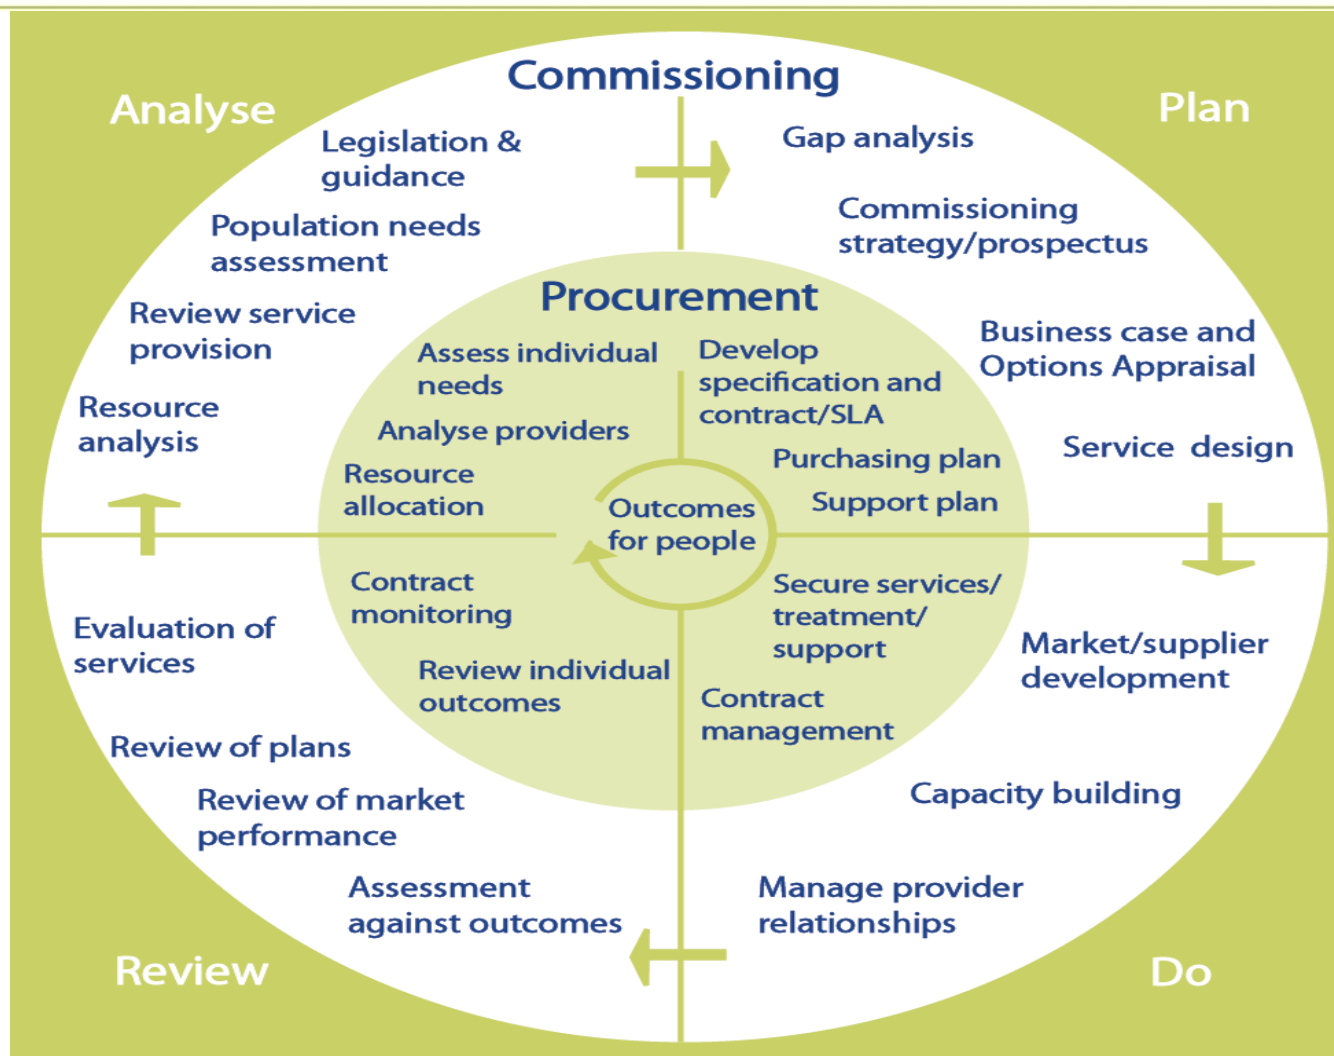 Commissioning
Analyse
Legislation &
guidance
Population needs
assessment
Review service
provision
Resource
analysis
Plan
Gap analysis
Commissioning
strategy/prospectus
Business case and
Options Appraisal
Service design
Procurement
Assess individual
needs
Analyse providers
Resource
allocation
Develop
specification and
contract/SLA
Purchasing plan
Support plan
Outcomes
for people
Contract
monitoring
Review individual
outcomes
Secure services/
treatment/
support
Contract
management
Evaluation of
services
Review of plans
Review of market
performance
Assessment
against outcomes
Review
Market/supplier
development
Capacity building
Manage provider
relationships
Do